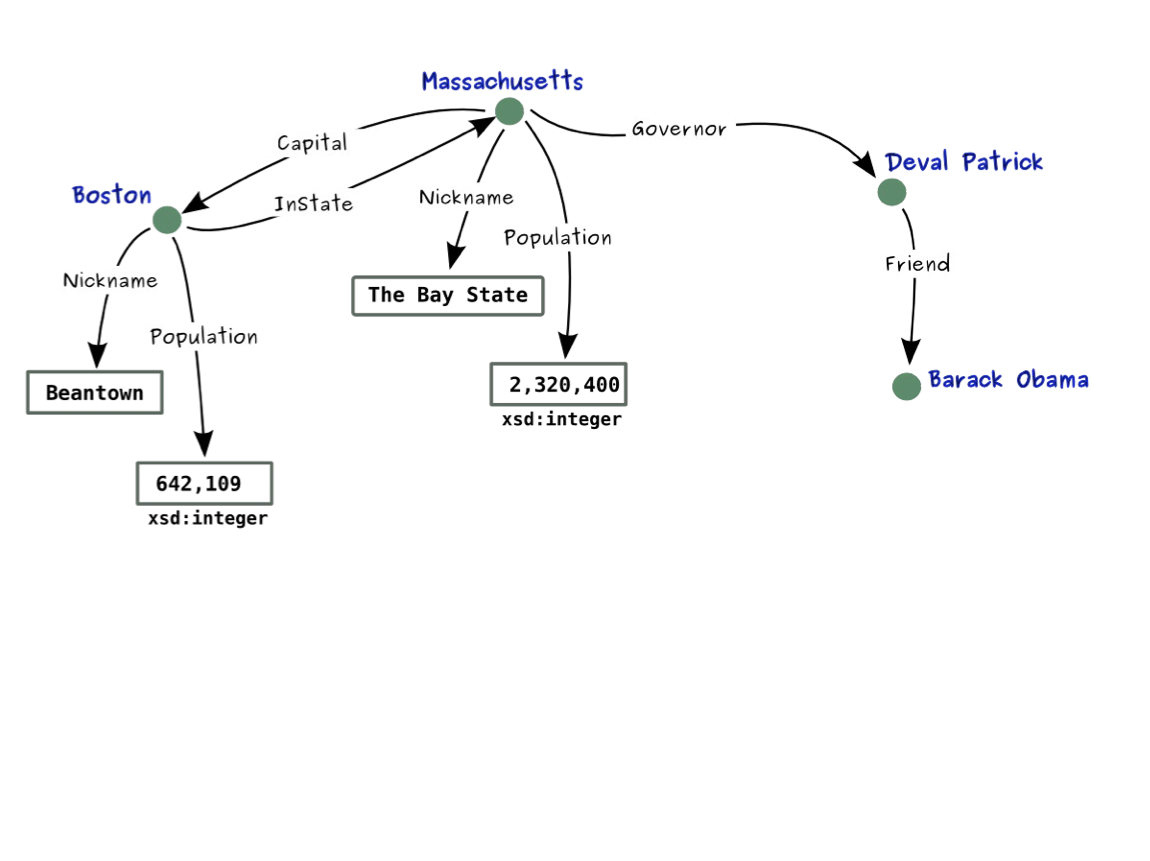 Massachusetts
Capital
Governor
Deval Patrick
Boston
InState
Nickname
Population
Friend
Nickname
The Bay State
Population
2,320,400
xsd:integer
Barack Obama
Beantown
642,109
xsd:integer